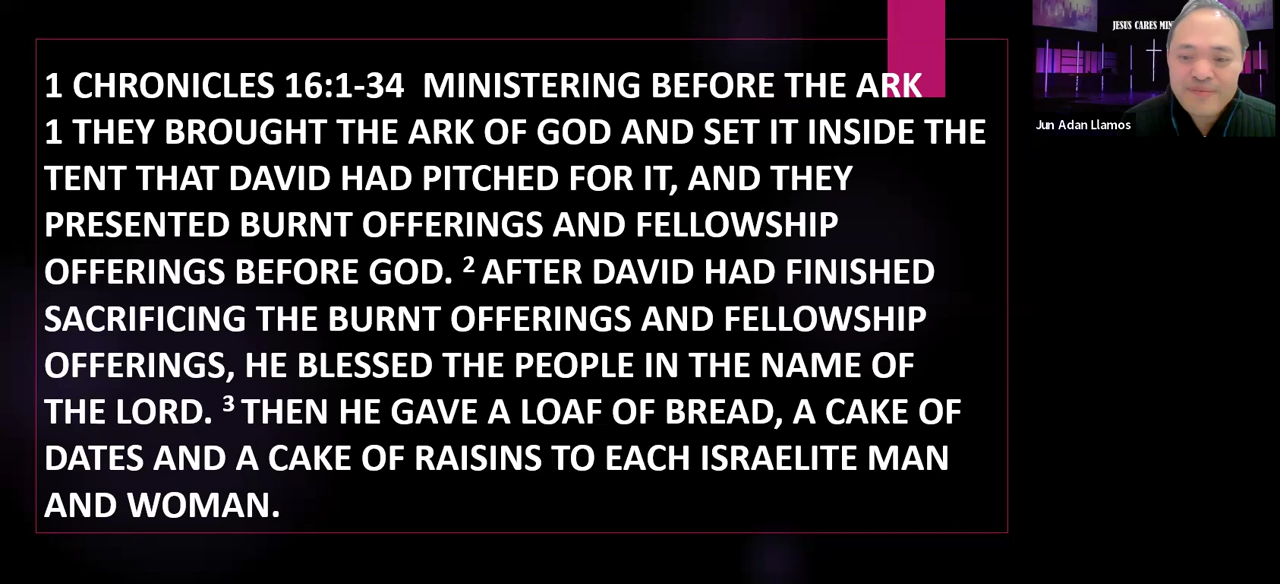 1 CHRONICLES 16:1-34 MINISTERING BEFORE THE ARK
1 THEY BROUGHT THE ARK OF GOD AND SET IT INSIDE THE
TENT THAT DAVID HAD PITCHED FOR IT, AND THEY
PRESENTED BURNT OFFERINGS AND FELLOWSHIP
OFFERINGS BEFORE GOD. ² AFTER DAVID HAD FINISHED
SACRIFICING THE BURNT OFFERINGS AND FELLOWSHIP
OFFERINGS, HE BLESSED THE PEOPLE IN THE NAME OF
THE LORD. ³ THEN HE GAVE A LOAF OF BREAD, A CAKE OF
DATES AND A CAKE OF RAISINS TO EACH ISRAELITE MAN
AND WOMAN.
JESUS CARES
Jun Adan Llamos